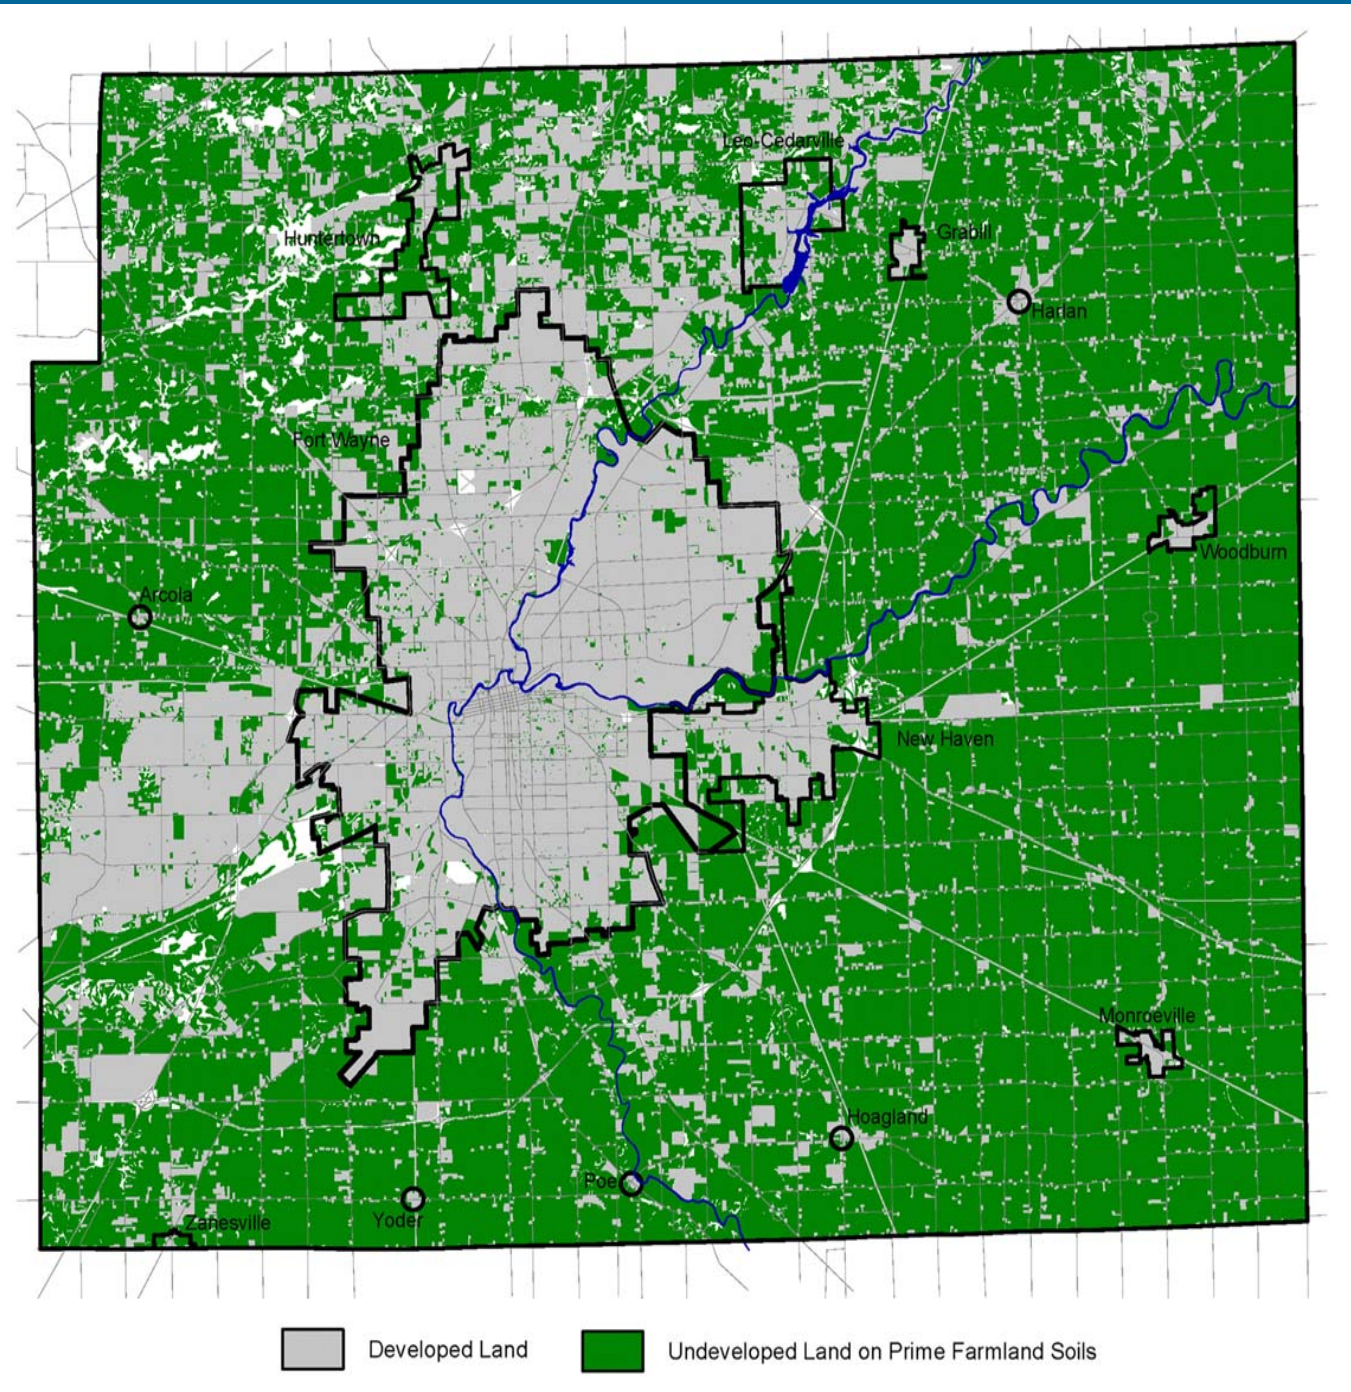 Leo-Cedarville
Huntertown
Grabill
Harlan
Fort Wayne
Woodburn
Arcola
New Haven
Monroeville
Hoagland
Poe
Zanesville
Yoder
Developed Land
Undeveloped Land on Prime Farmland Soils